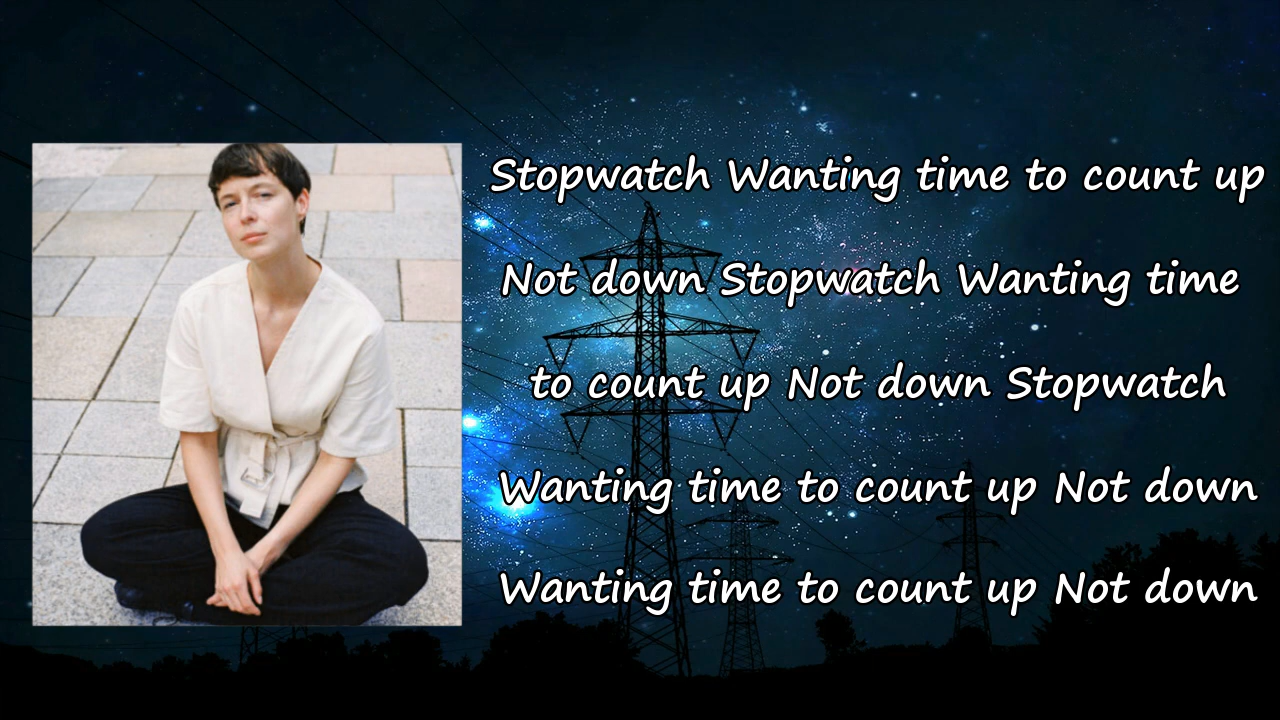 Stopwatch Wanting time to count up
Not down Stopwatch Wanting time
to count up Not down Stopwatch
Wanting time to count up Not down
Wanting time to count up Not down